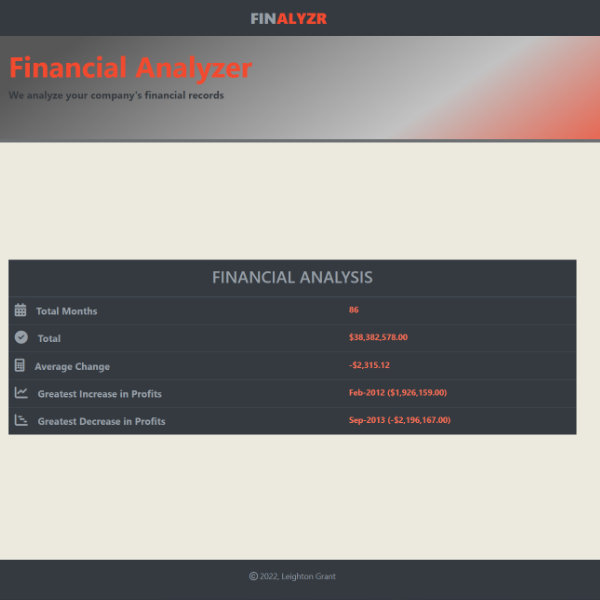 FINALYZR
Financial Analyzer
We analyze your company's financial records
FINANCIAL ANALYSIS
Total Months 86
Total $38,382,578.00
Average Change -$2,315.12
Greatest Increase in Profits Feb-2012 ($1,926,159.00)
Greatest Decrease in Profits Sep-2013 (-$2,196,167.00)
© 2022, Leighton Grant